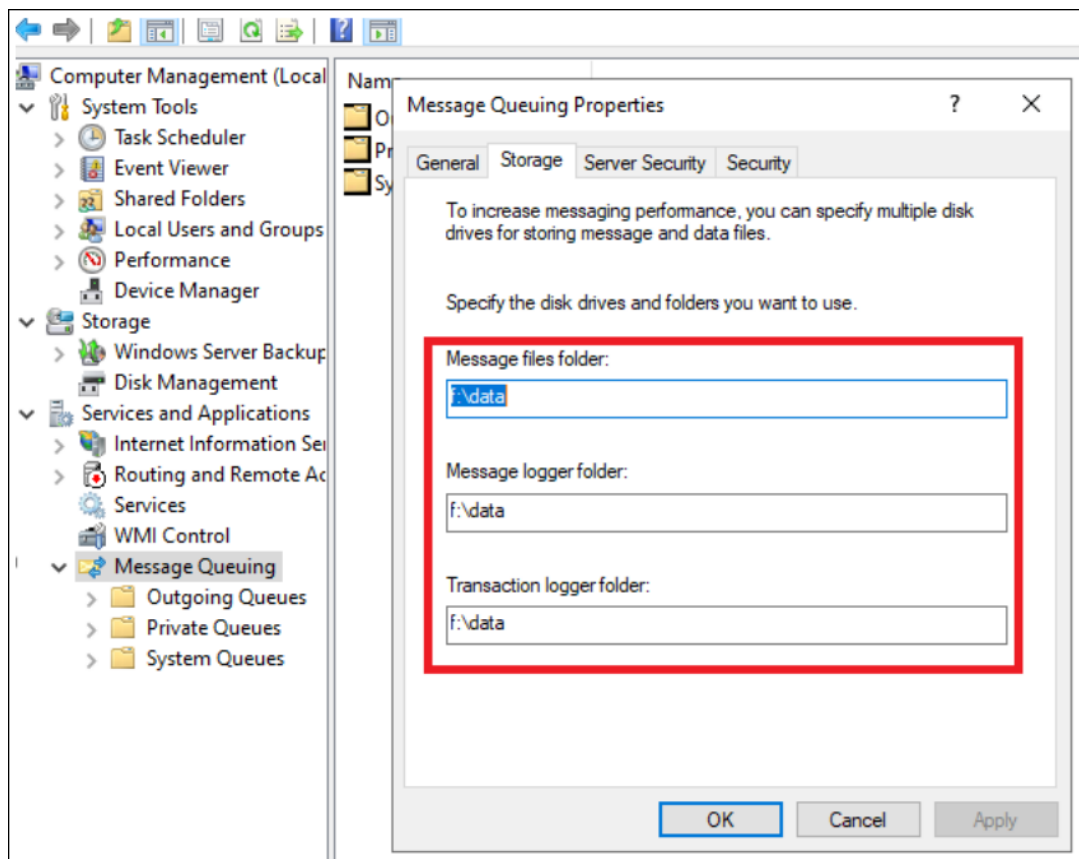 Computer Management (Local
System Tools
Task Scheduler
Event Viewer
Shared Folders
Local Users and Groups
Performance
Device Manager
Storage
Windows Server Backup
Disk Management
Services and Applications
Internet Information Ser
Routing and Remote Ac
Services
WMI Control
Message Queuing
Outgoing Queues
Private Queues
System Queues
Name
O
Pr
Sy
Message Queuing Properties
General Storage Server Security Security
To increase messaging performance, you can specify multiple disk
drives for storing message and data files.
Specify the disk drives and folders you want to use.
Message files folder:
f:\data
Message logger folder:
f:\data
Transaction logger folder:
f:\data
OK Cancel Apply